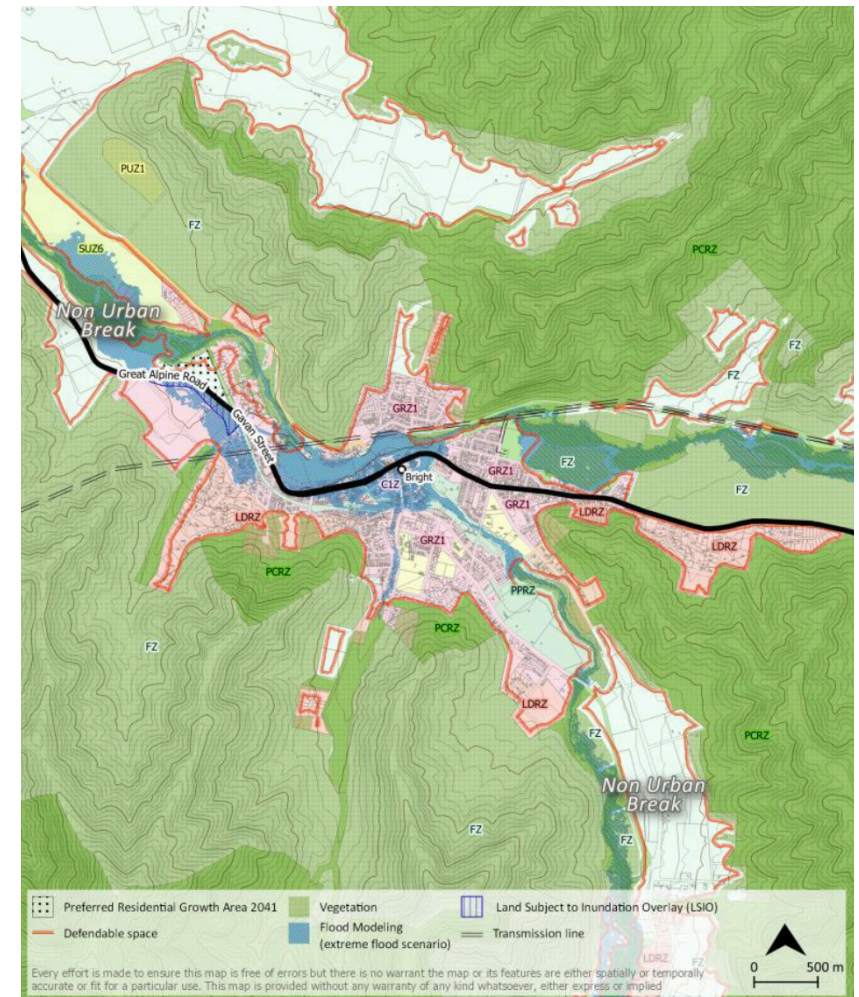 PUZ1
FZ
PCRZ
SUZ6
Non Urban
Break
FZ
FZ
Great Alpine Road
Gavan Street
GRZ1
GRZ1
FZ
FZ
Bright
C1Z
GRZ1
LDRZ
LDRZ
GRZ1
LDRZ
PCRZ
PPRZ
FZ
PCRZ
LDRZ
FZ
PCRZ
Non Urban
Break
FZ
FZ
Preferred Residential Growth Area 2041
Vegetation
Land Subject to Inundation Overlay (LSIO)
Defendable space
Flood Modeling
(extreme flood scenario)
Transmission line
LDRZ
FZ
Every effort is made to ensure this map is free of errors but there is no warrant the map or its features are either spatially or temporally
accurate or fit for a particular use. This map is provided without any warranty of any kind whatsoever, either express or implied
0
500 m